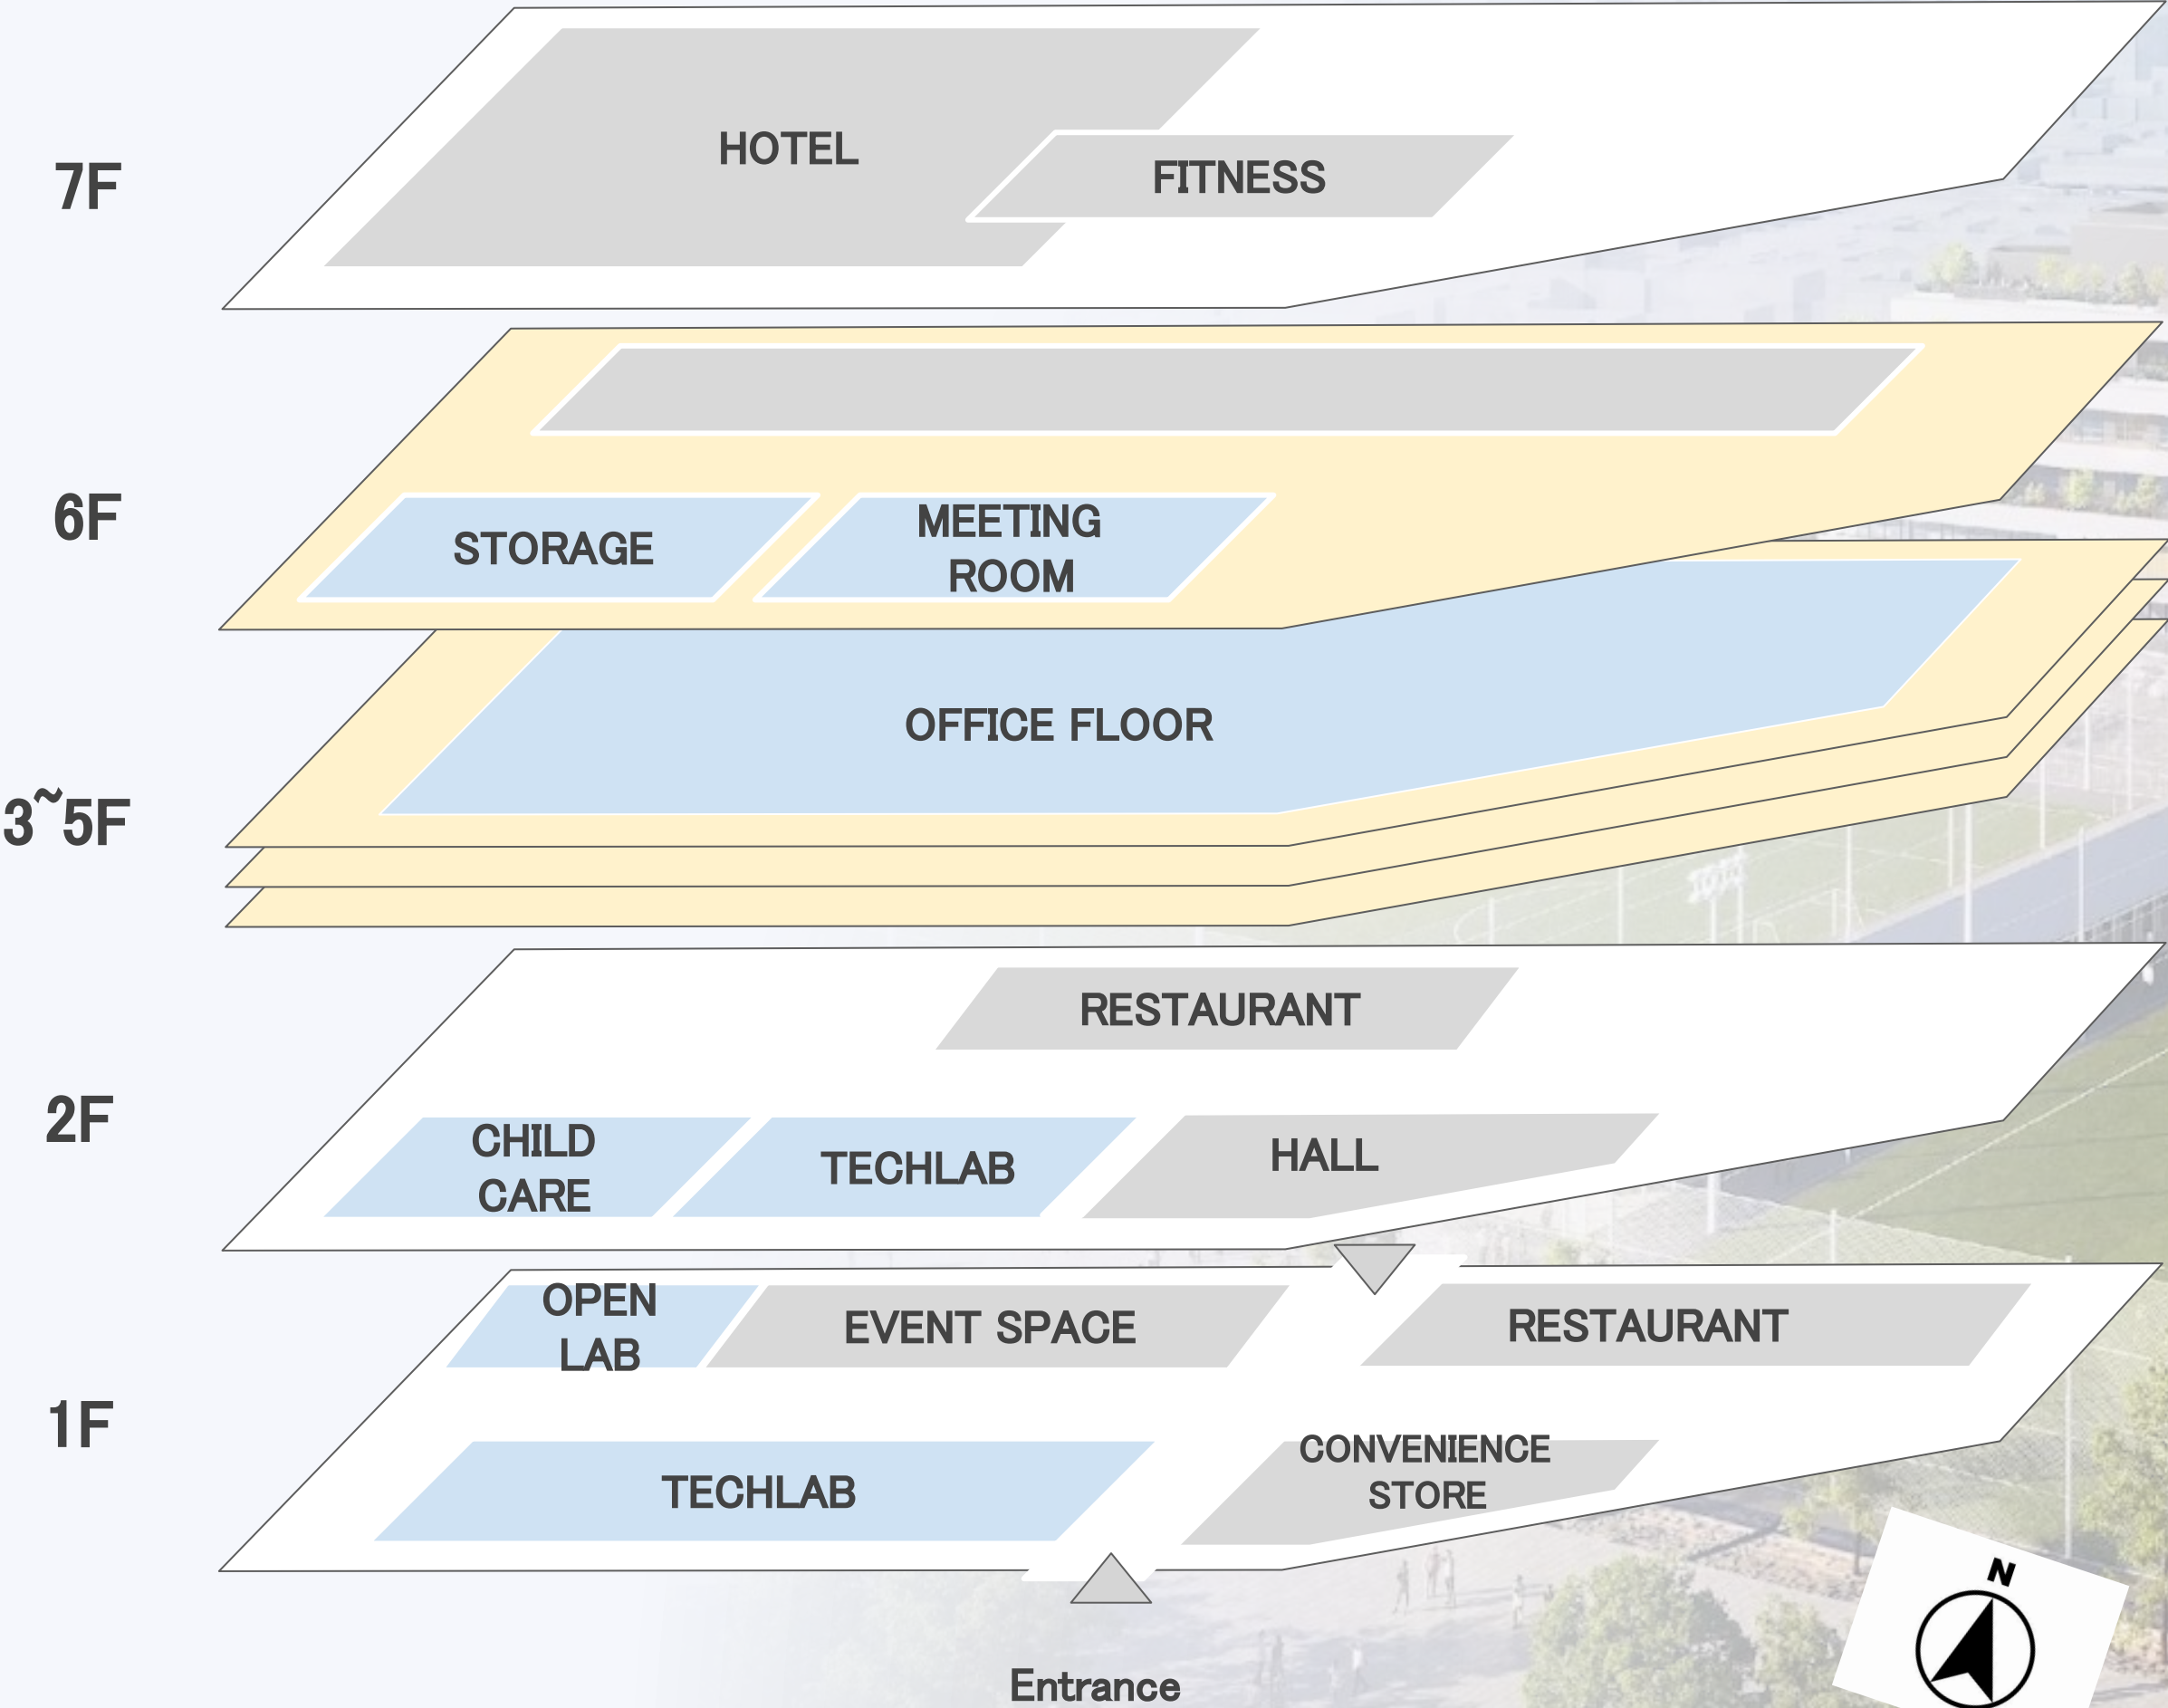 7F
HOTEL
FITNESS
6F
STORAGE
MEETING
ROOM
3~5F
OFFICE FLOOR
2F
RESTAURANT
CHILD
CARE
TECHLAB
HALL
1F
OPEN
LAB
EVENT SPACE
RESTAURANT
TECHLAB
CONVENIENCE
STORE
N
Entrance